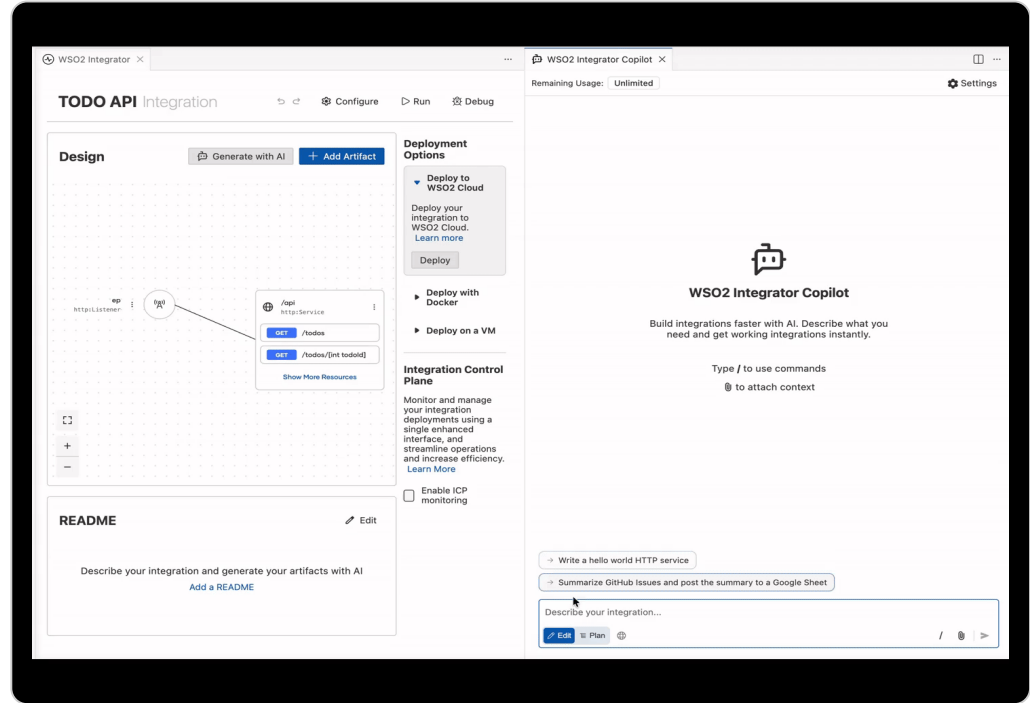 WSO2 Integrator
WSO2 Integrator Copilot
Remaining Usage: Unlimited
Settings
TODO API Integration
Configure
Run
Debug
Design
Generate with AI
+ Add Artifact
ep
http:Listener
/api
http:Service
GET /todos
GET /todos/[int todoId]
Show More Resources
Deployment
Options
Deploy to
WSO2 Cloud
Deploy your
integration to
WSO2 Cloud.
Learn more
Deploy
Deploy with
Docker
Deploy on a VM
Integration Control
Plane
Monitor and manage
your integration
deployments using a
single enhanced
interface, and
streamline operations
and increase efficiency.
Learn More
Enable ICP
monitoring
README
Edit
Describe your integration and generate your artifacts with AI
Add a README
WSO2 Integrator Copilot
Build integrations faster with AI. Describe what you
need and get working integrations instantly.
Type / to use commands
to attach context
→ Write a hello world HTTP service
→ Summarize GitHub Issues and post the summary to a Google Sheet
Describe your integration...
Edit
Plan
/